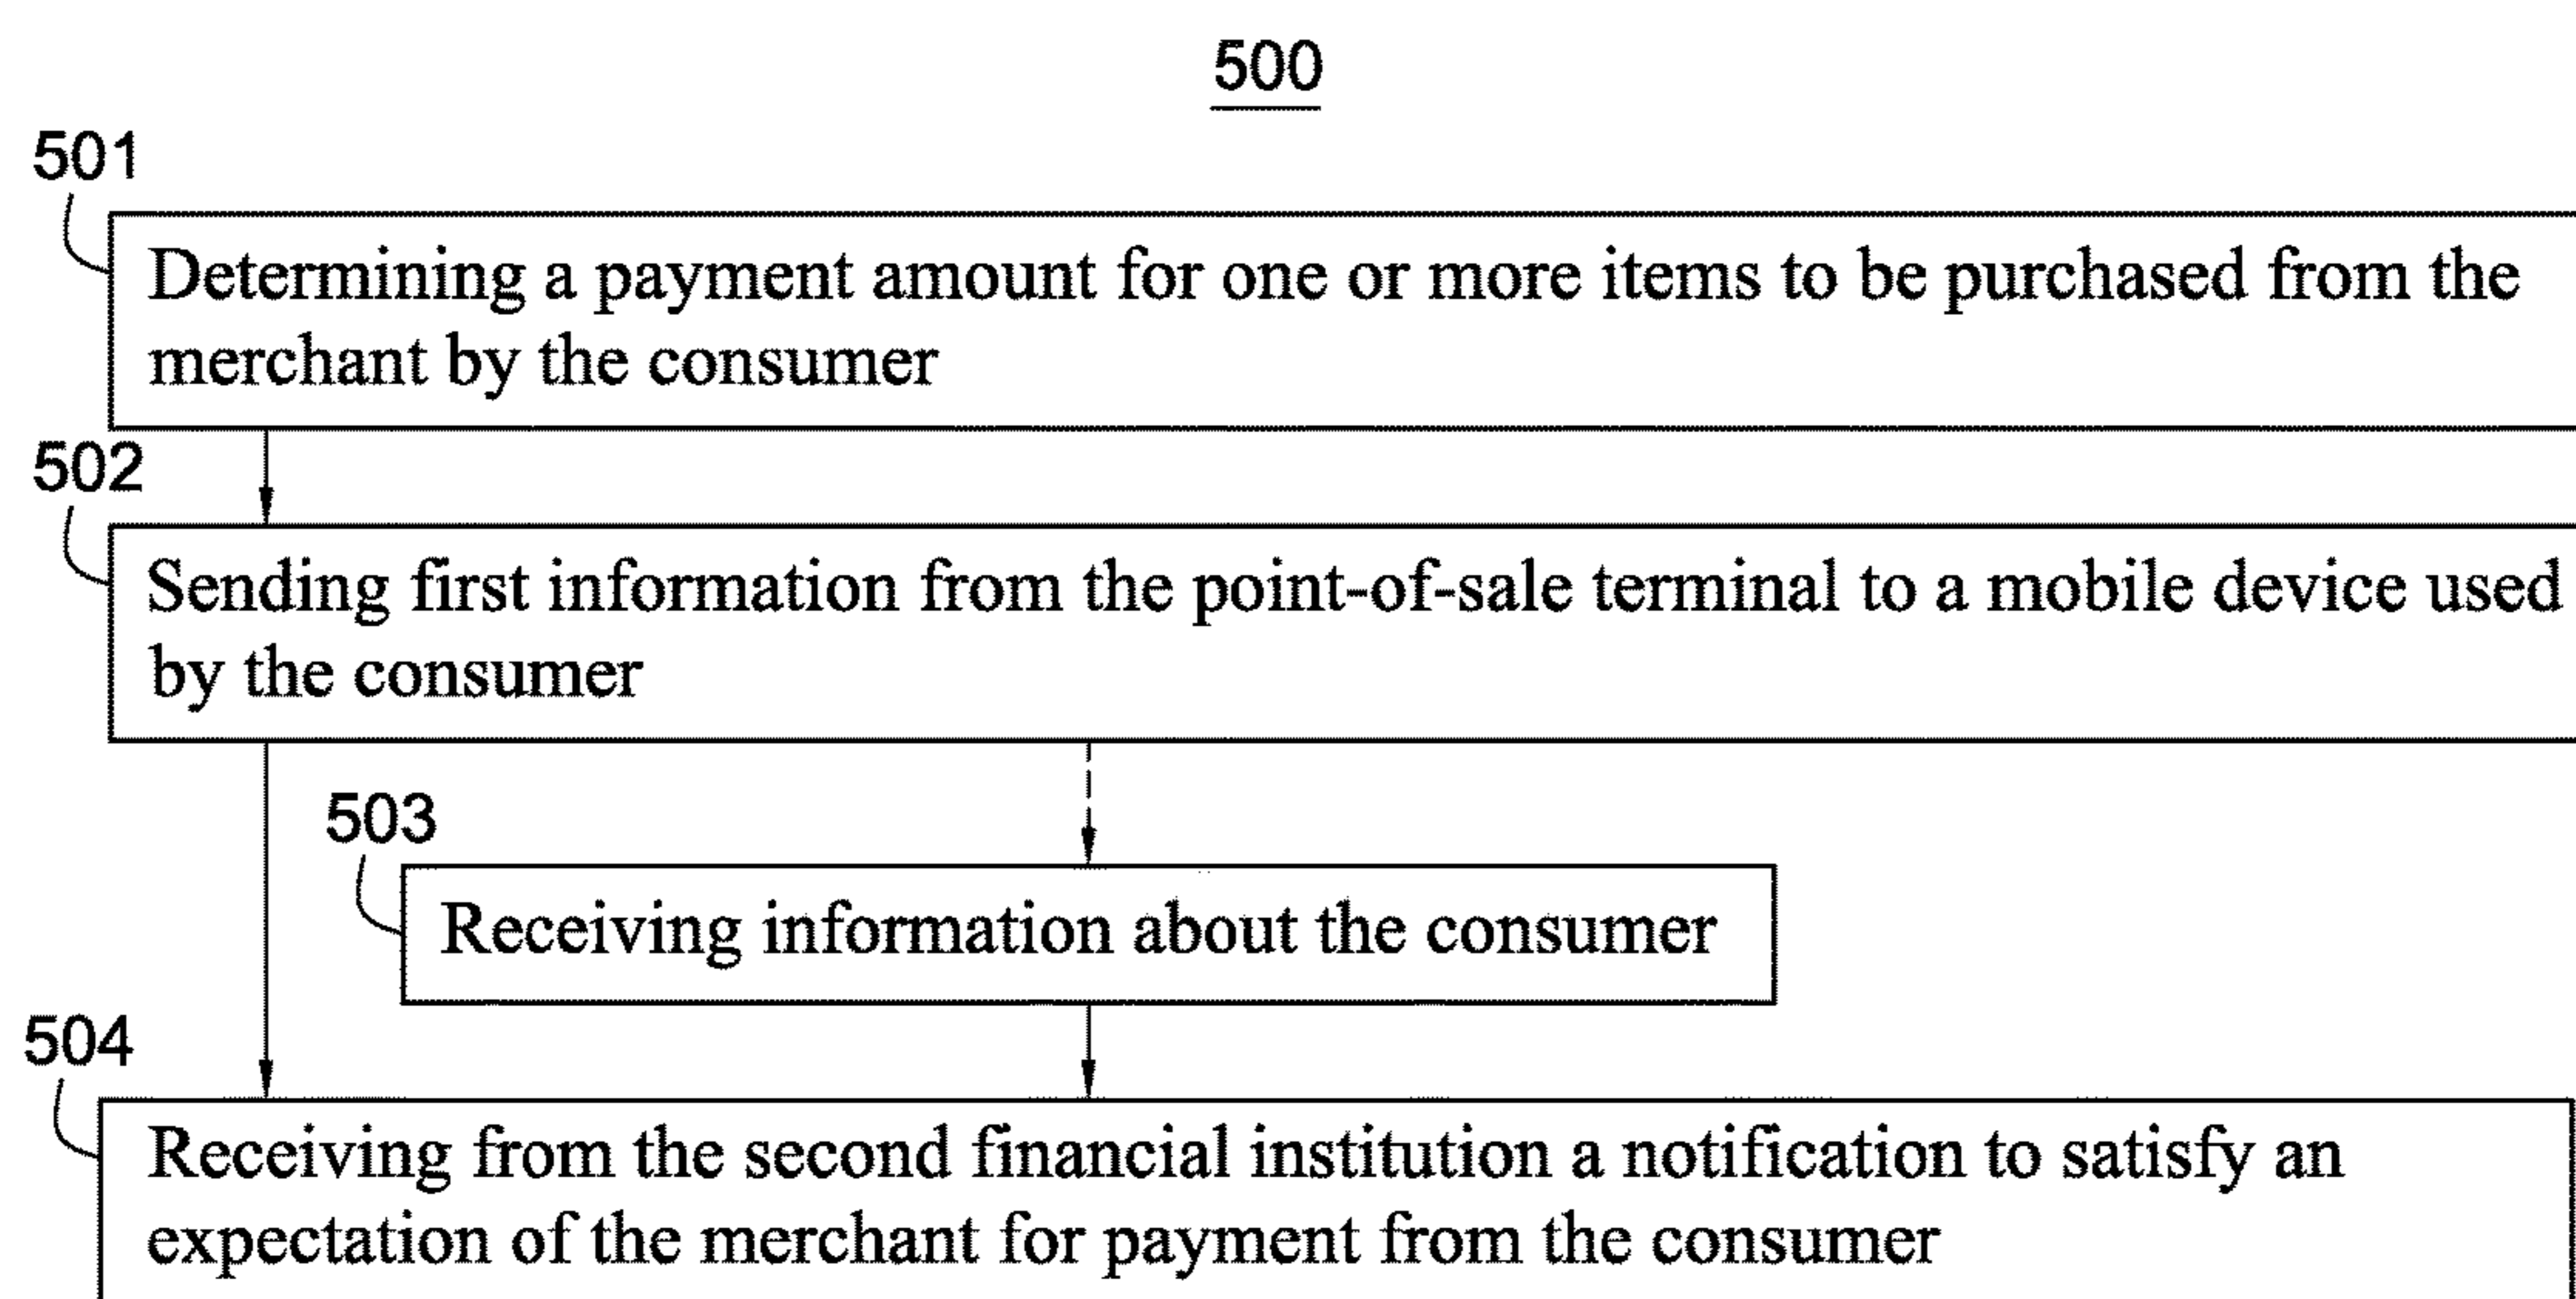 500
501
Determining a payment amount for one or more items to be purchased from the
merchant by the consumer
502
Sending first information from the point-of-sale terminal to a mobile device used
by the consumer
503
Receiving information about the consumer
504
Receiving from the second financial institution a notification to satisfy an
expectation of the merchant for payment from the consumer